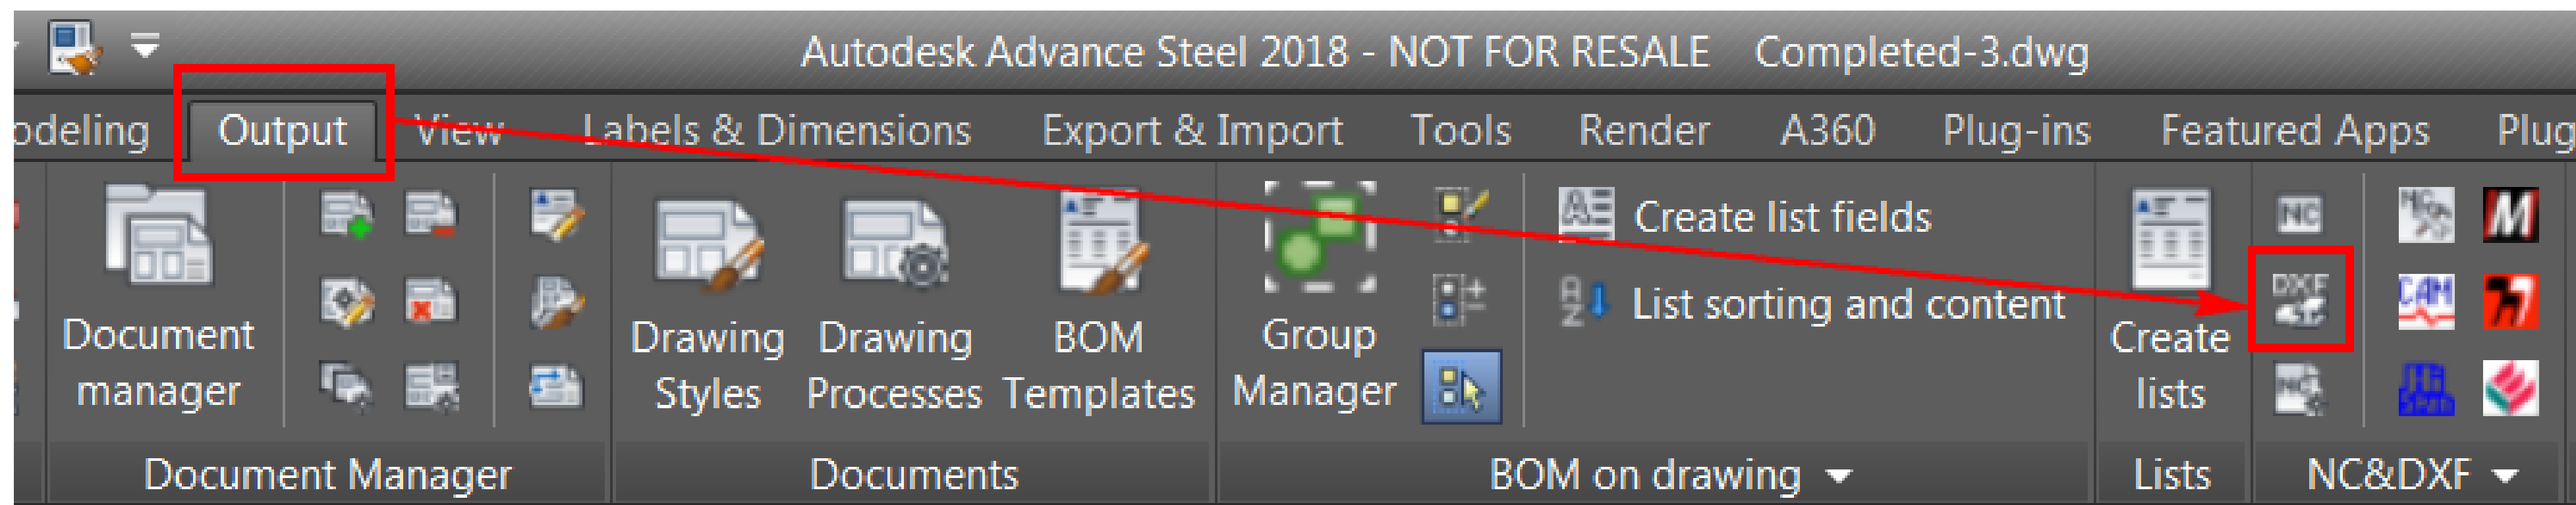 Autodesk Advance Steel 2018 - NOT FOR RESALE Completed-3.dwg
odeling Output View Labels & Dimensions Export & Import Tools Render A360 Plug-ins Featured Apps Plug
Document manager
Drawing Styles
Drawing Processes
BOM Templates
Group Manager
Create list fields
List sorting and content
Create lists
NC
DXF
NC
CAM
Document Manager Documents BOM on drawing Lists NC&DXF